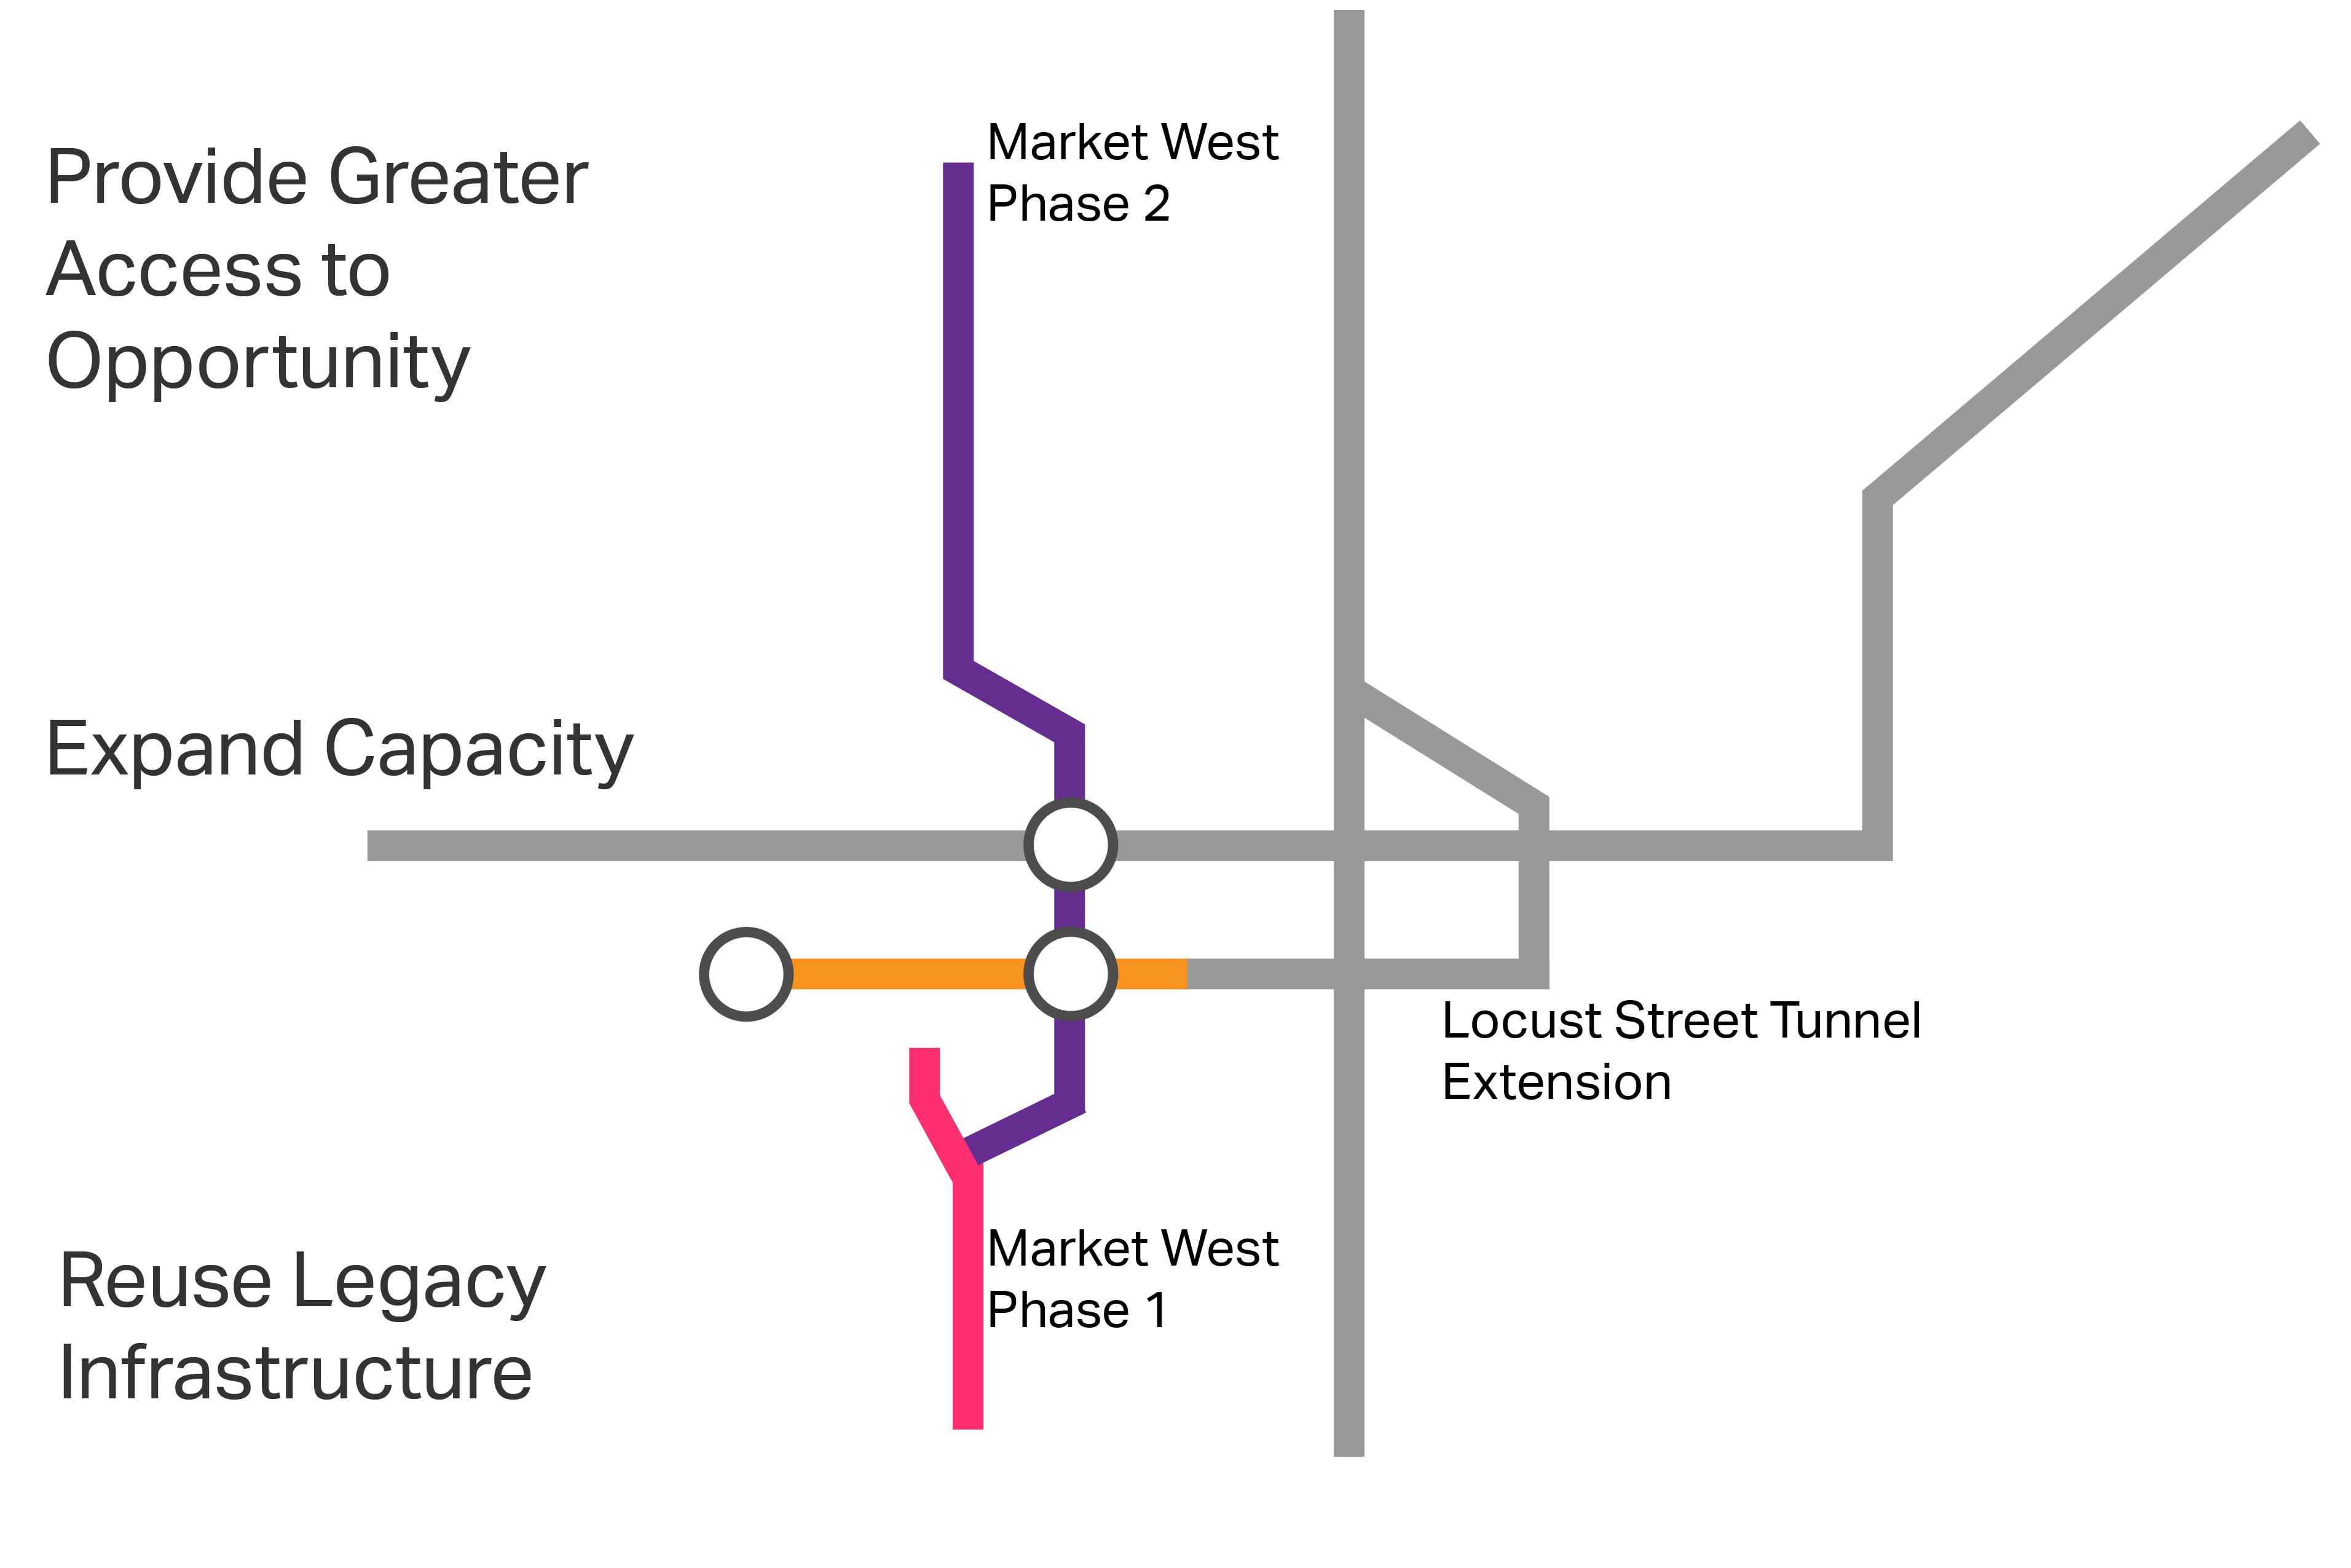 Provide Greater
Access to
Opportunity
Market West
Phase 2
Expand Capacity
Locust Street Tunnel
Extension
Market West
Phase 1
Reuse Legacy
Infrastructure